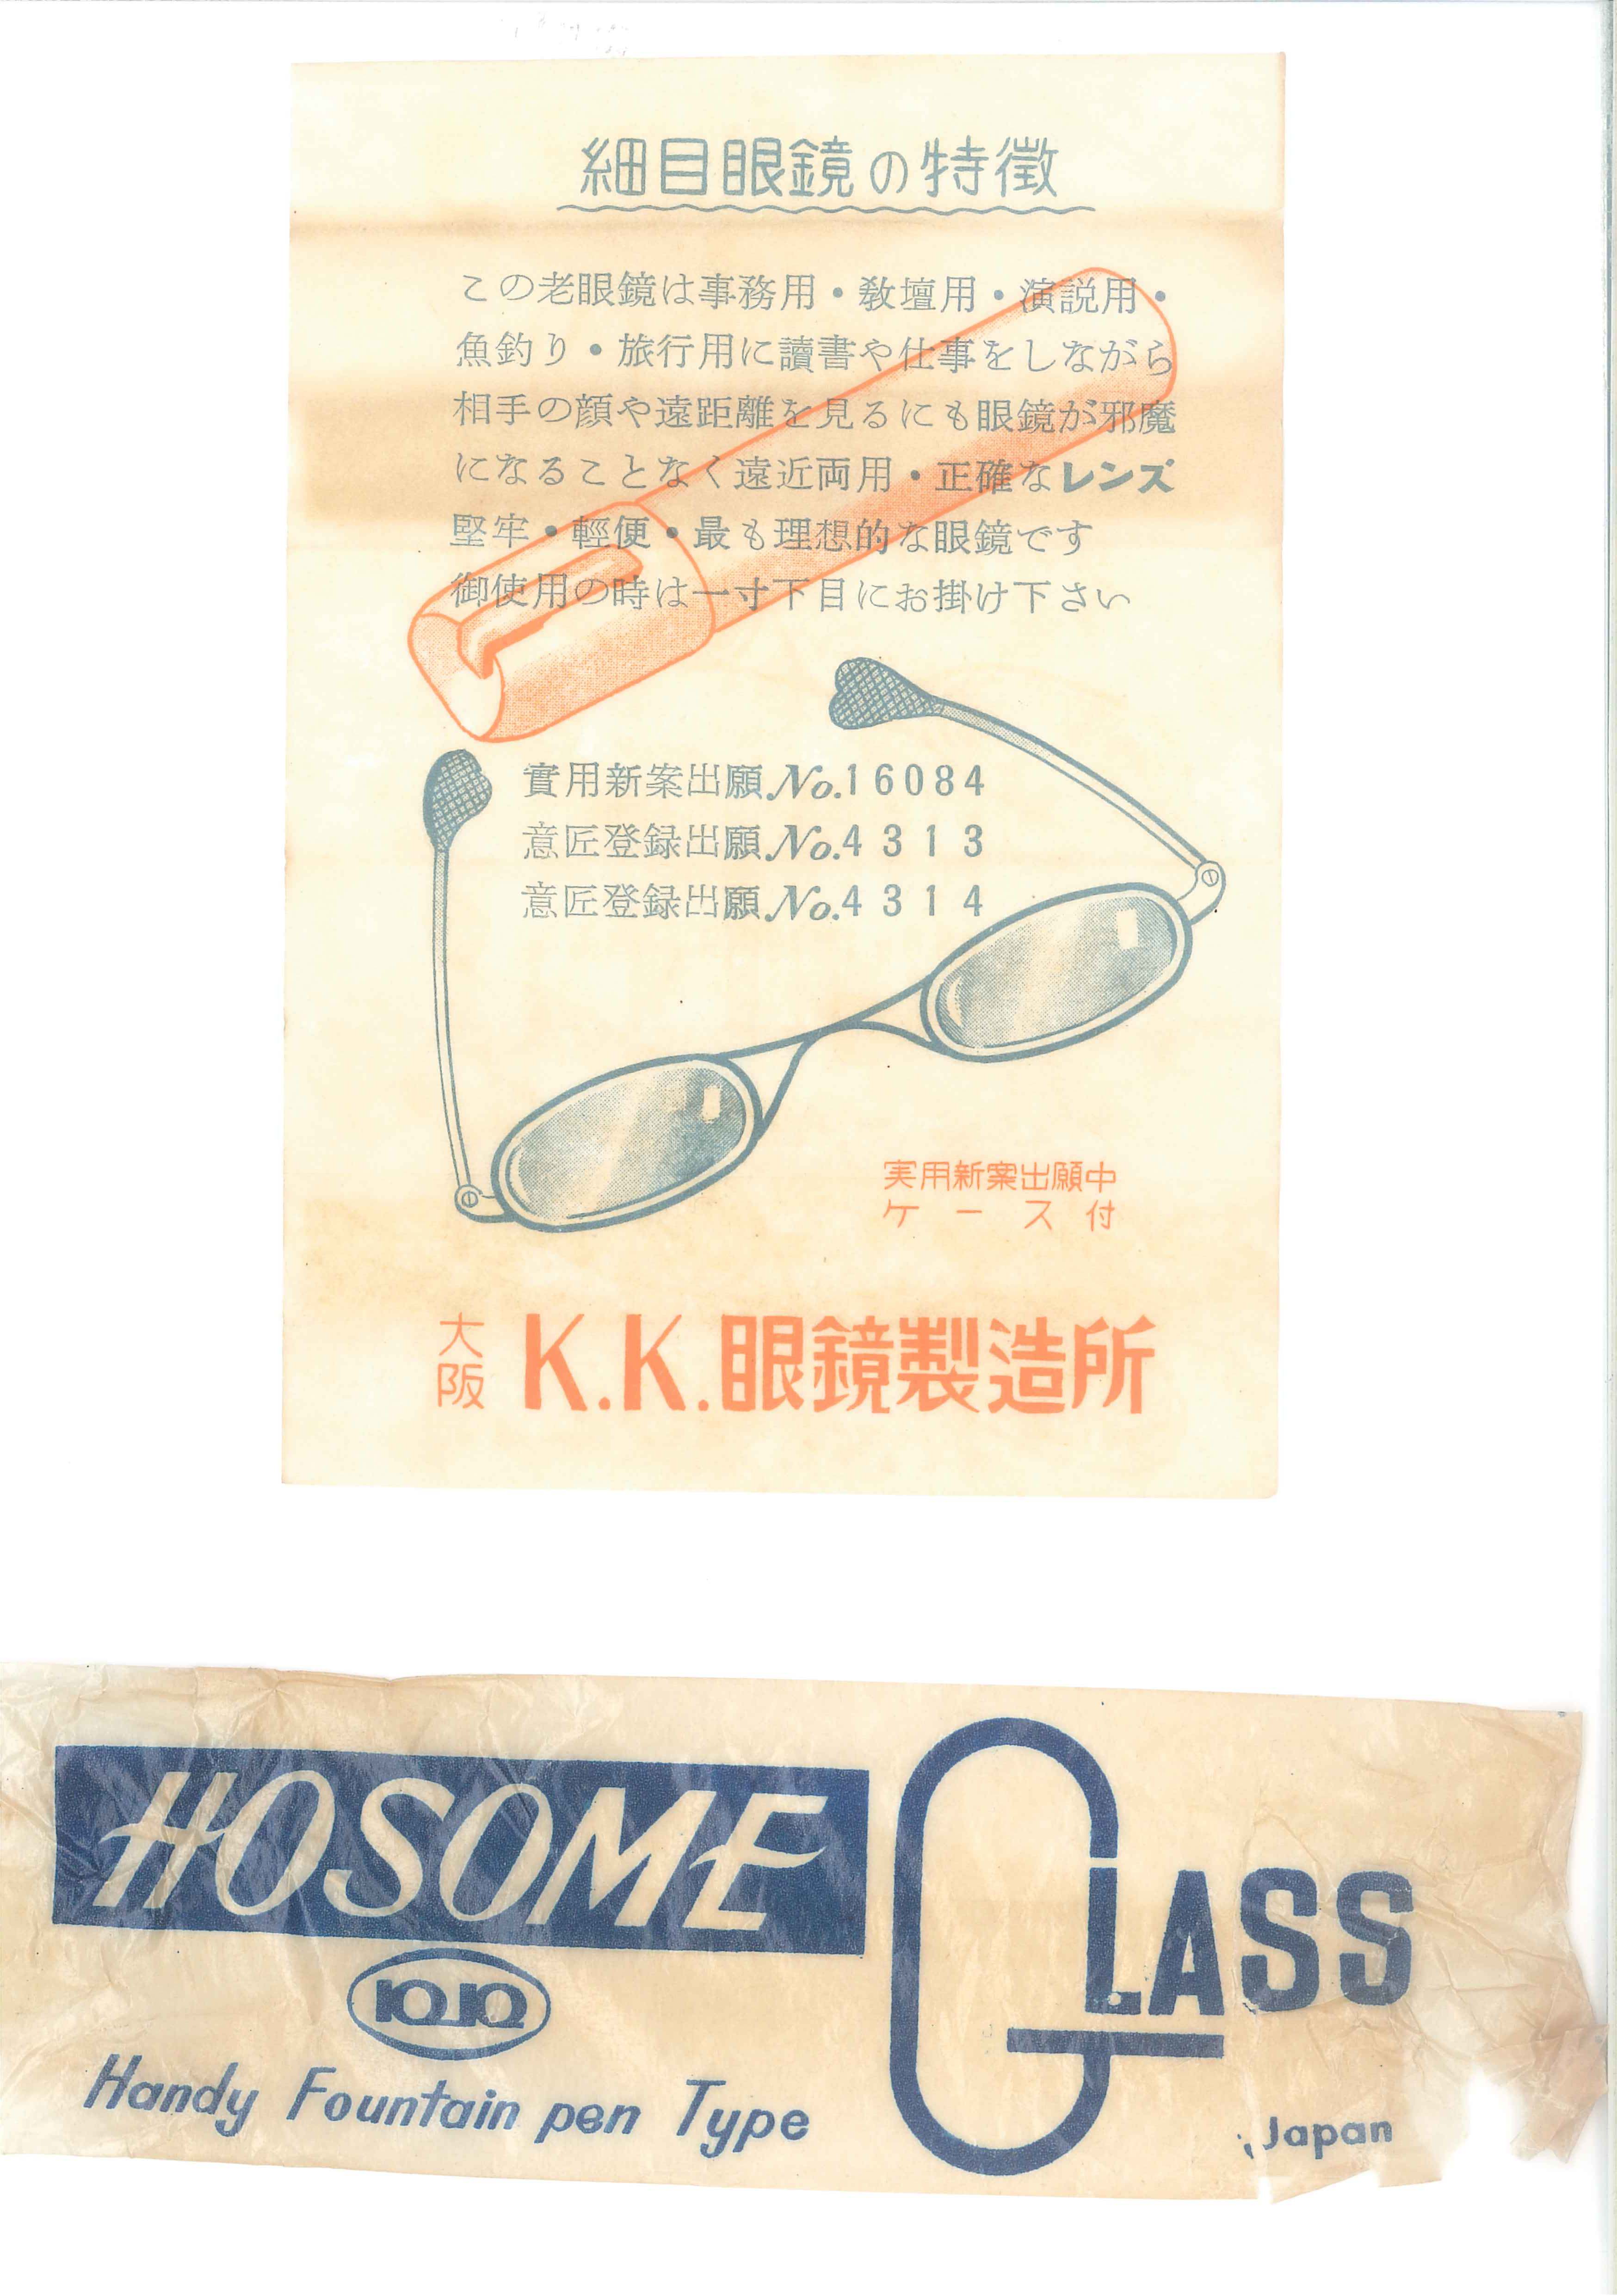 細目眼鏡の特徴
この老眼鏡は事務用・教壇用・演説用・
魚釣り・旅行用に讀書や仕事をしながら
相手の顔や遠距離を見るにも眼鏡が邪魔
になることなく遠近両用・正確なレンズ
堅牢・輕便・最も理想的な眼鏡です
御使用の時は一寸下目にお掛け下さい
實用新案出願No.16084
意匠登録出願No.4313
意匠登録出願No.4314
実用新案出願中
ケース付
大阪 K.K.眼鏡製造所
HOSOME GLASS
Handy Fountain pen Type
Japan